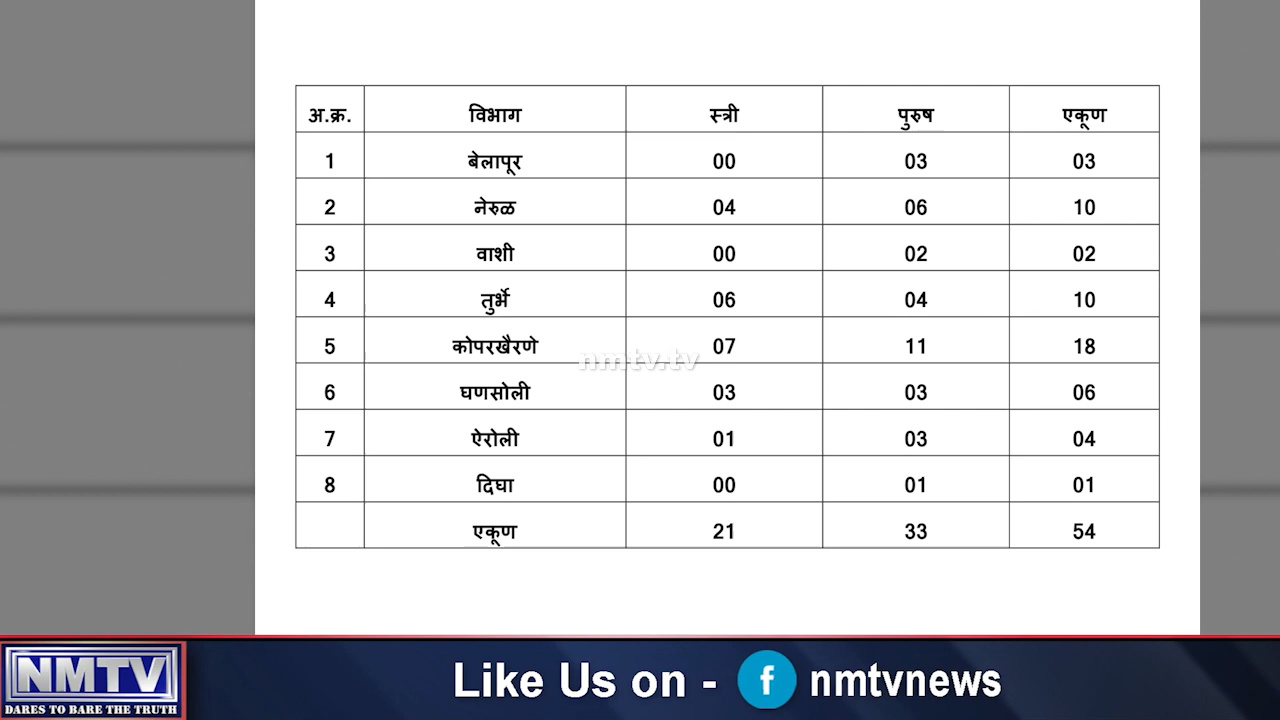 अ.क्र. विभाग स्त्री पुरुष एकूण
1 बेलापूर 00 03 03
2 नेरुळ 04 06 10
3 वाशी 00 02 02
4 तुर्भे 06 04 10
5 कोपरखैरणे 07 11 18
nmtv.tv
6 घणसोली 03 03 06
7 ऐरोली 01 03 04
8 दिघा 00 01 01
एकूण 21 33 54
NMTV
DARES TO BARE THE TRUTH
Like Us on - f nmtvnews